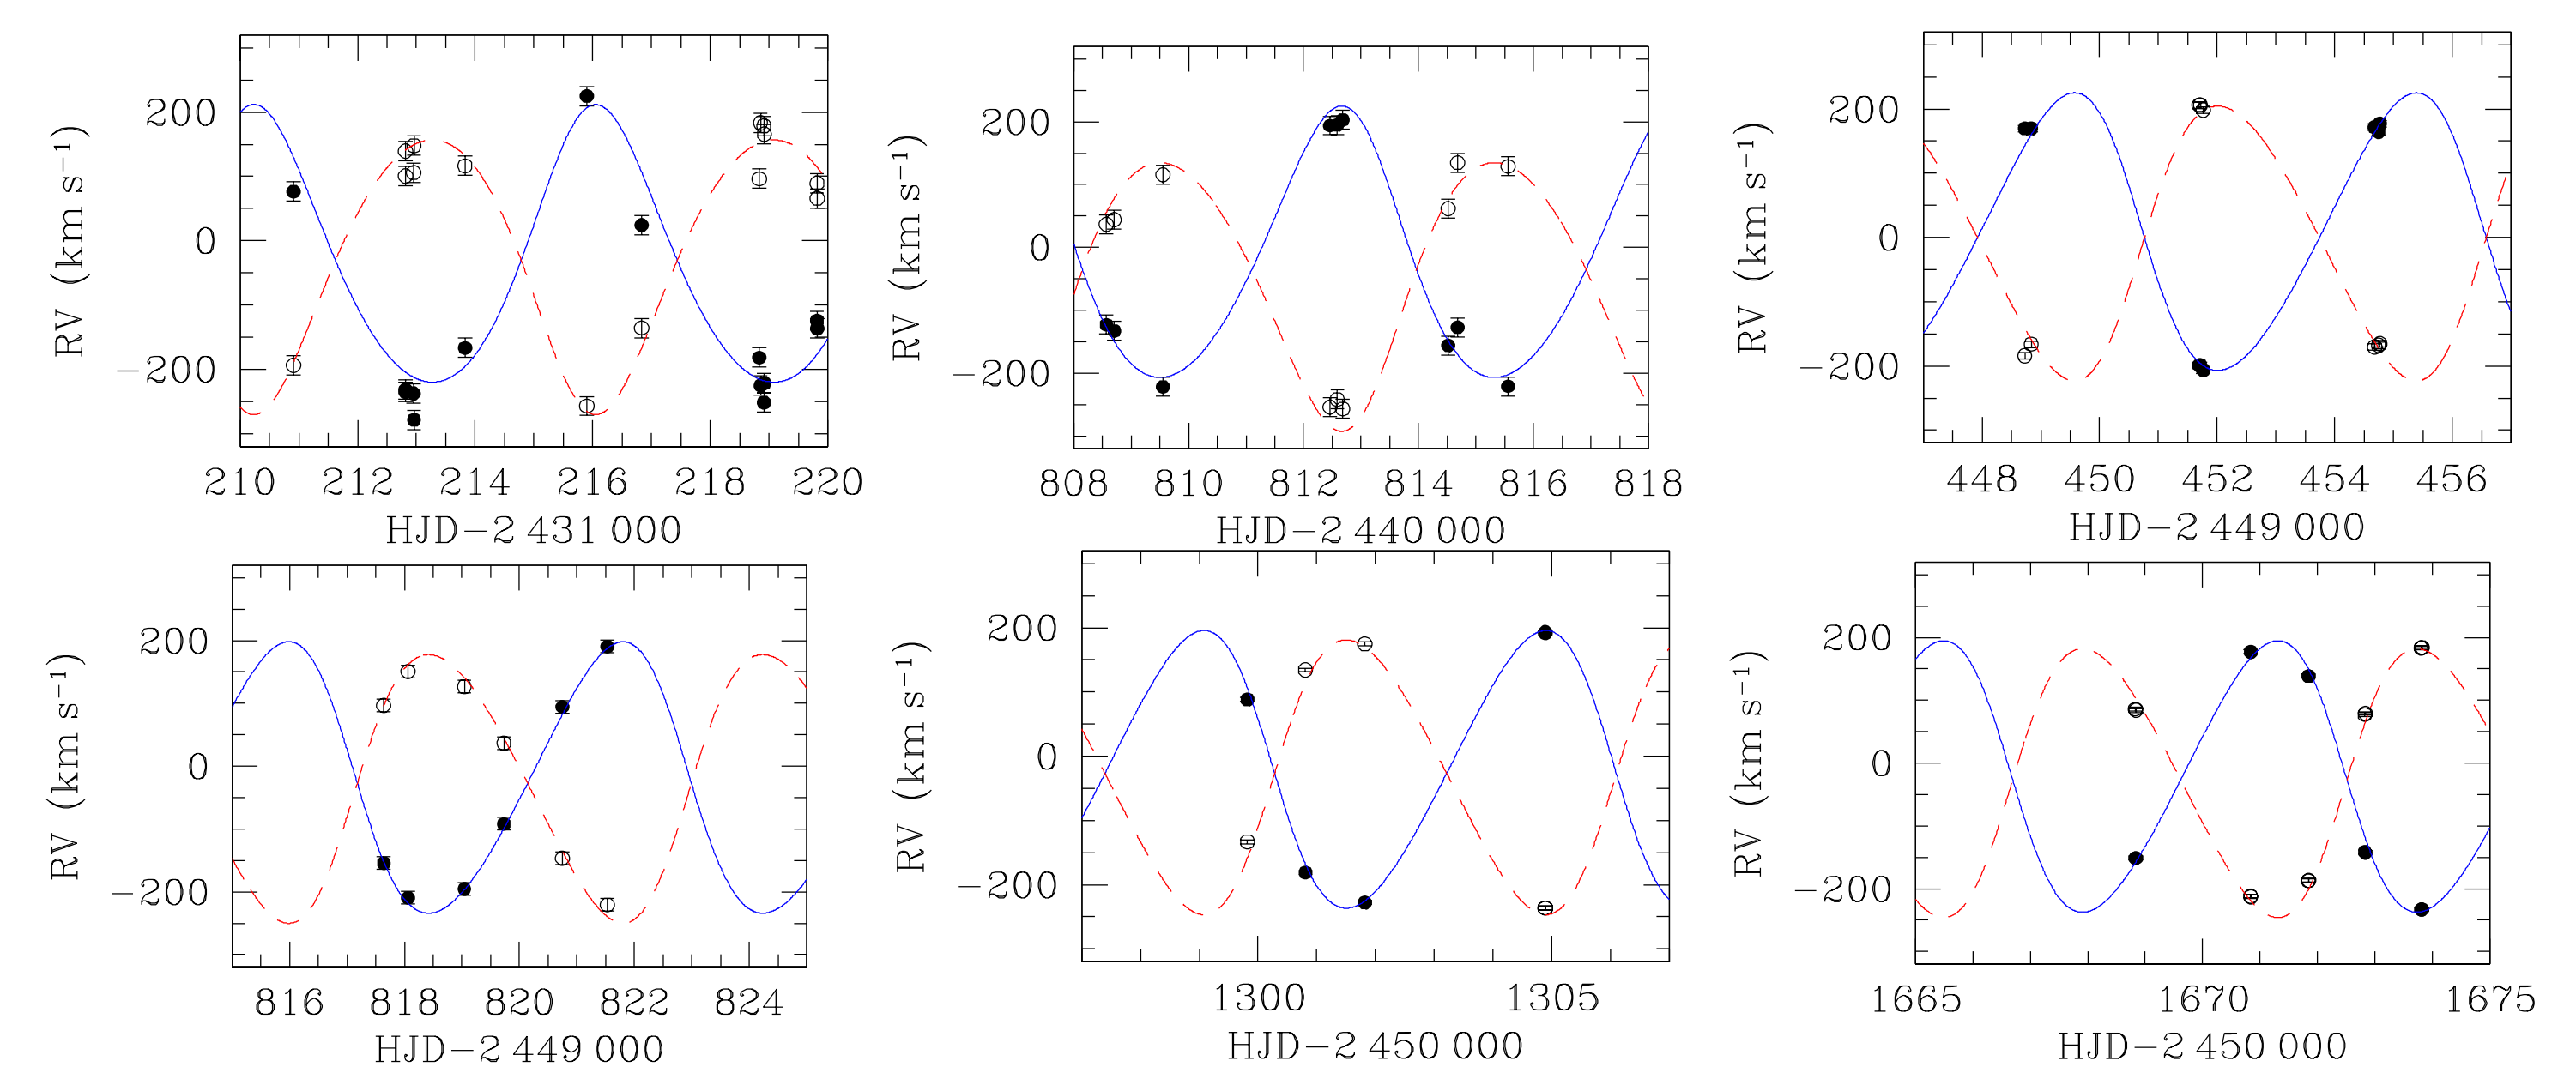 RV (km s⁻¹)
200
0
−200
210 212 214 216 218 220
HJD−2 431 000
RV (km s⁻¹)
200
0
−200
808 810 812 814 816 818
HJD−2 440 000
RV (km s⁻¹)
200
0
−200
448 450 452 454 456
HJD−2 449 000
RV (km s⁻¹)
200
0
−200
816 818 820 822 824
HJD−2 449 000
RV (km s⁻¹)
200
0
−200
1300 1305
HJD−2 450 000
RV (km s⁻¹)
200
0
−200
1665 1670 1675
HJD−2 450 000